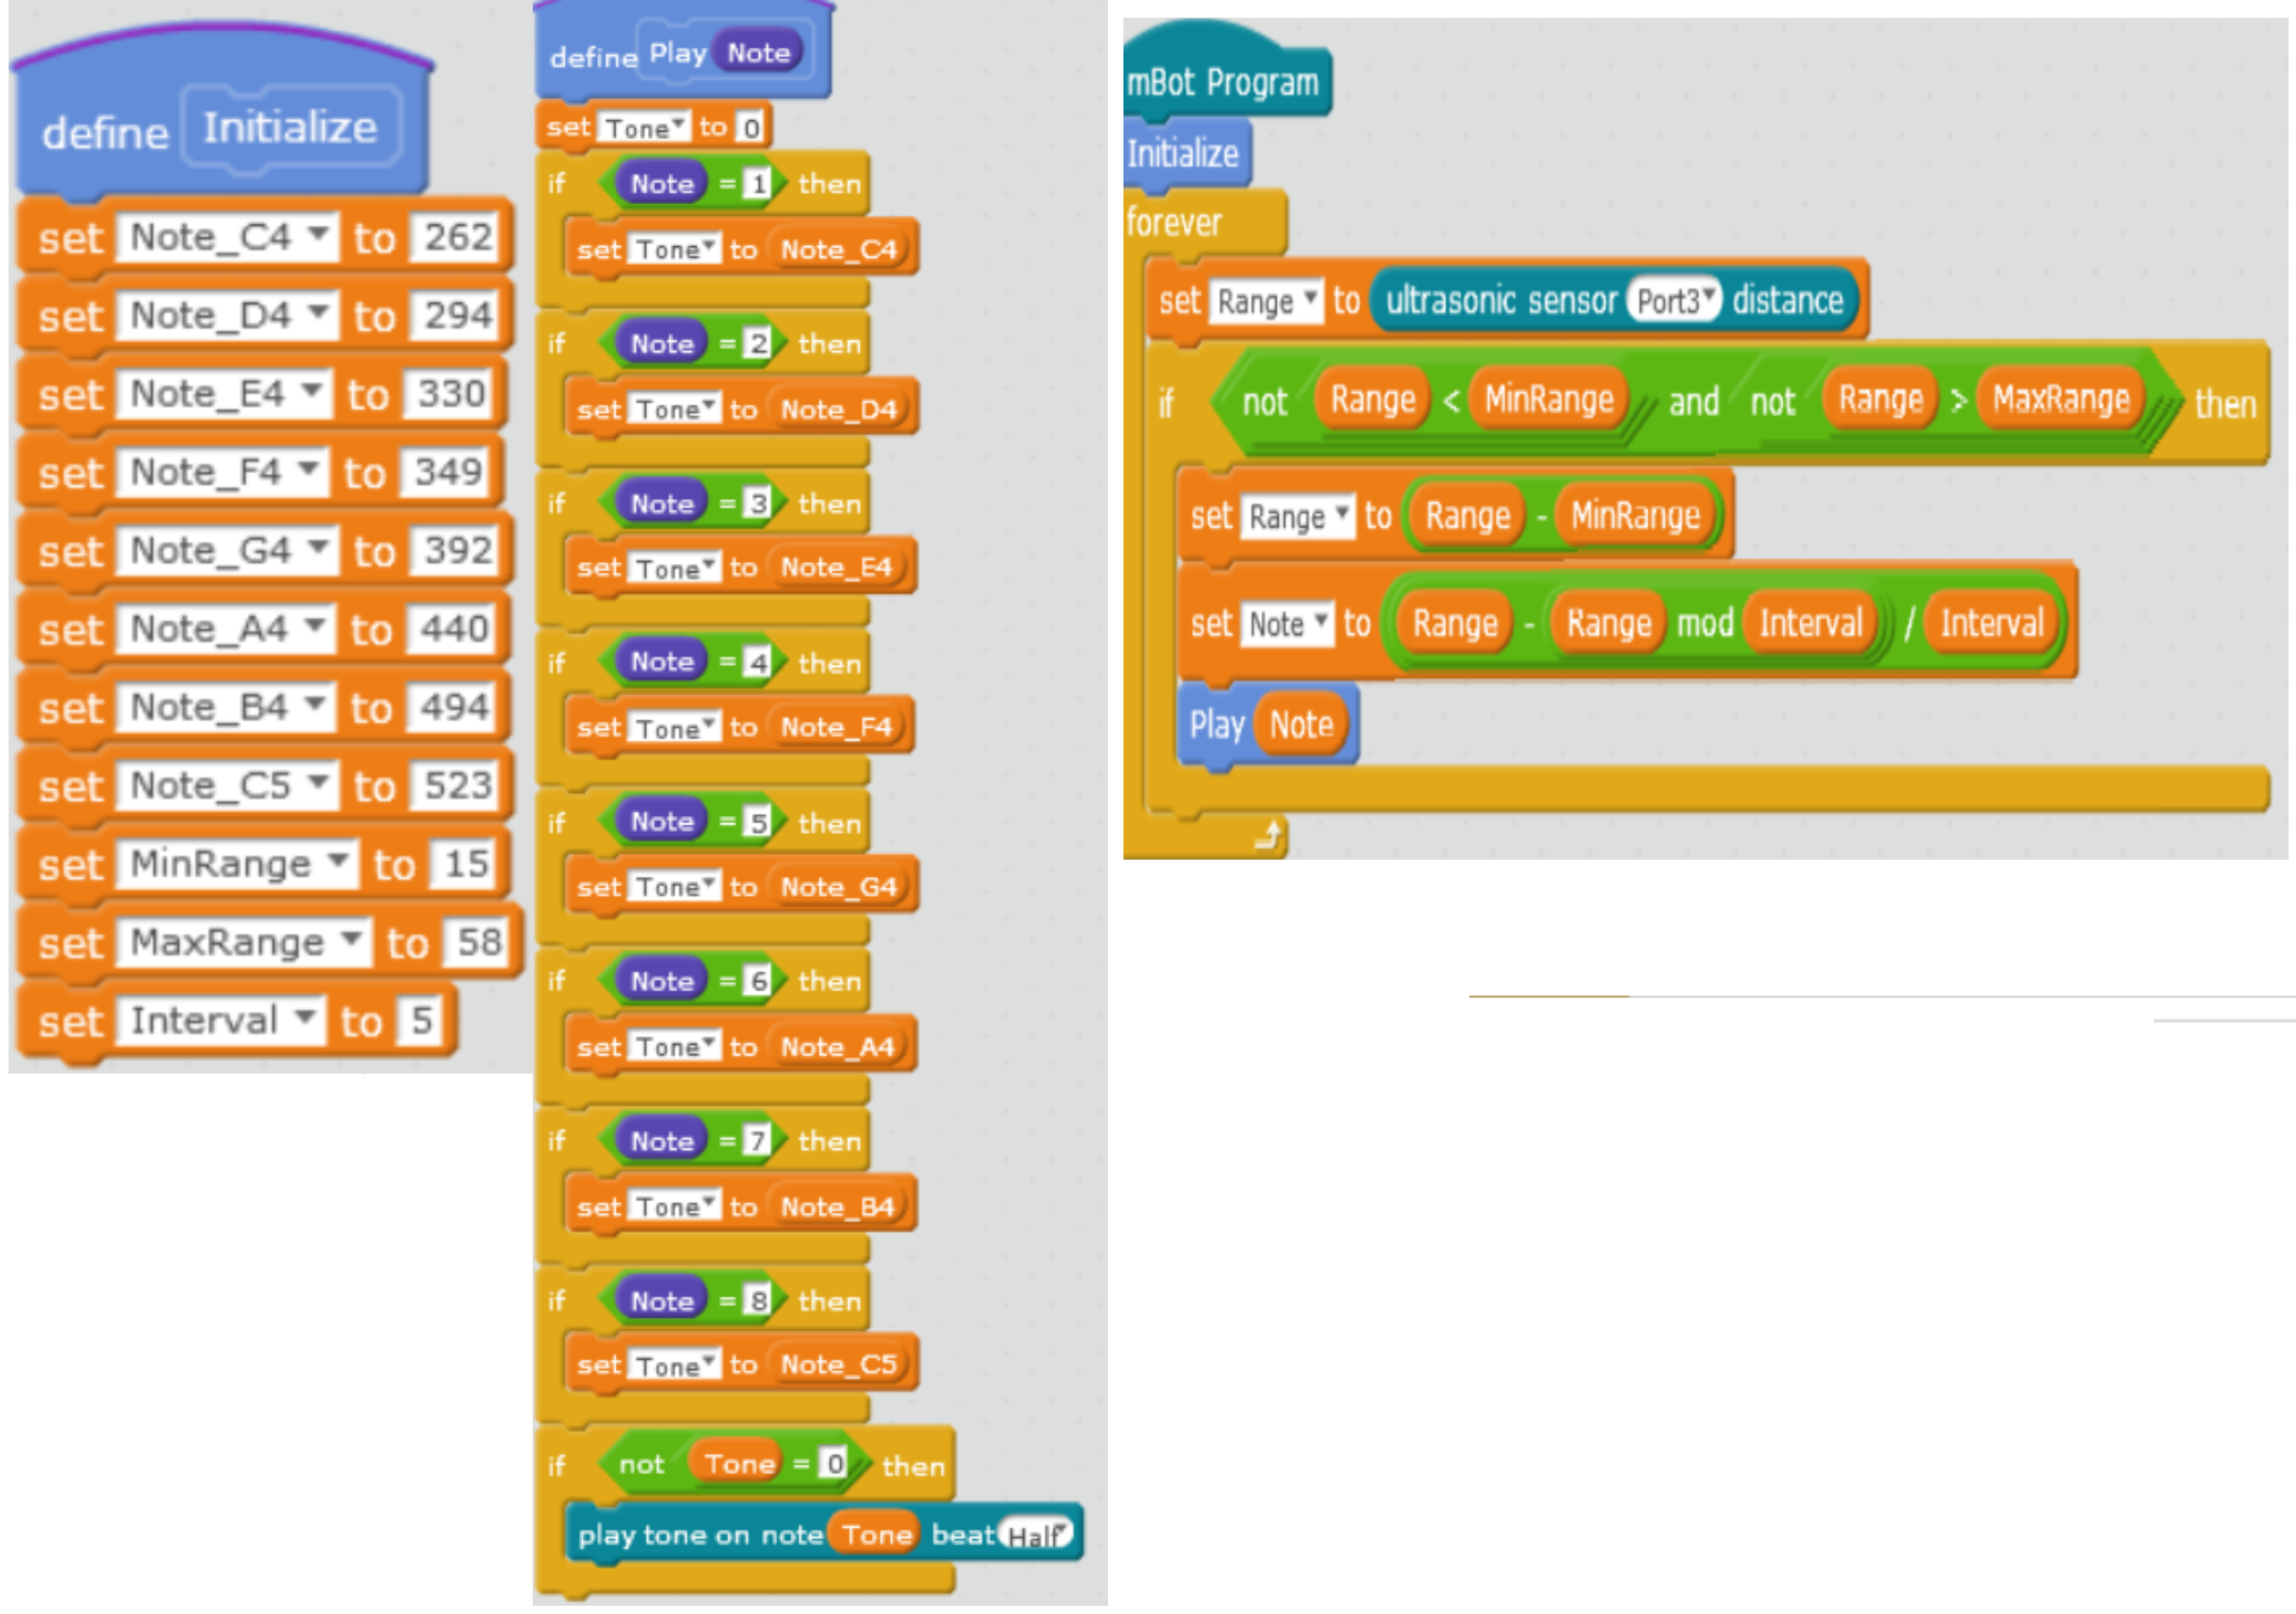 define Initialize
set Note_C4 to 262
set Note_D4 to 294
set Note_E4 to 330
set Note_F4 to 349
set Note_G4 to 392
set Note_A4 to 440
set Note_B4 to 494
set Note_C5 to 523
set MinRange to 15
set MaxRange to 58
set Interval to 5
define Play Note
set Tone to 0
if Note = 1 then
set Tone to Note_C4
if Note = 2 then
set Tone to Note_D4
if Note = 3 then
set Tone to Note_E4
if Note = 4 then
set Tone to Note_F4
if Note = 5 then
set Tone to Note_G4
if Note = 6 then
set Tone to Note_A4
if Note = 7 then
set Tone to Note_B4
if Note = 8 then
set Tone to Note_C5
if not Tone = 0 then
play tone on note Tone beat Half
mBot Program
Initialize
forever
set Range to ultrasonic sensor Port3 distance
if not Range < MinRange and not Range > MaxRange then
set Range to Range - MinRange
set Note to Range - Range mod Interval / Interval
Play Note